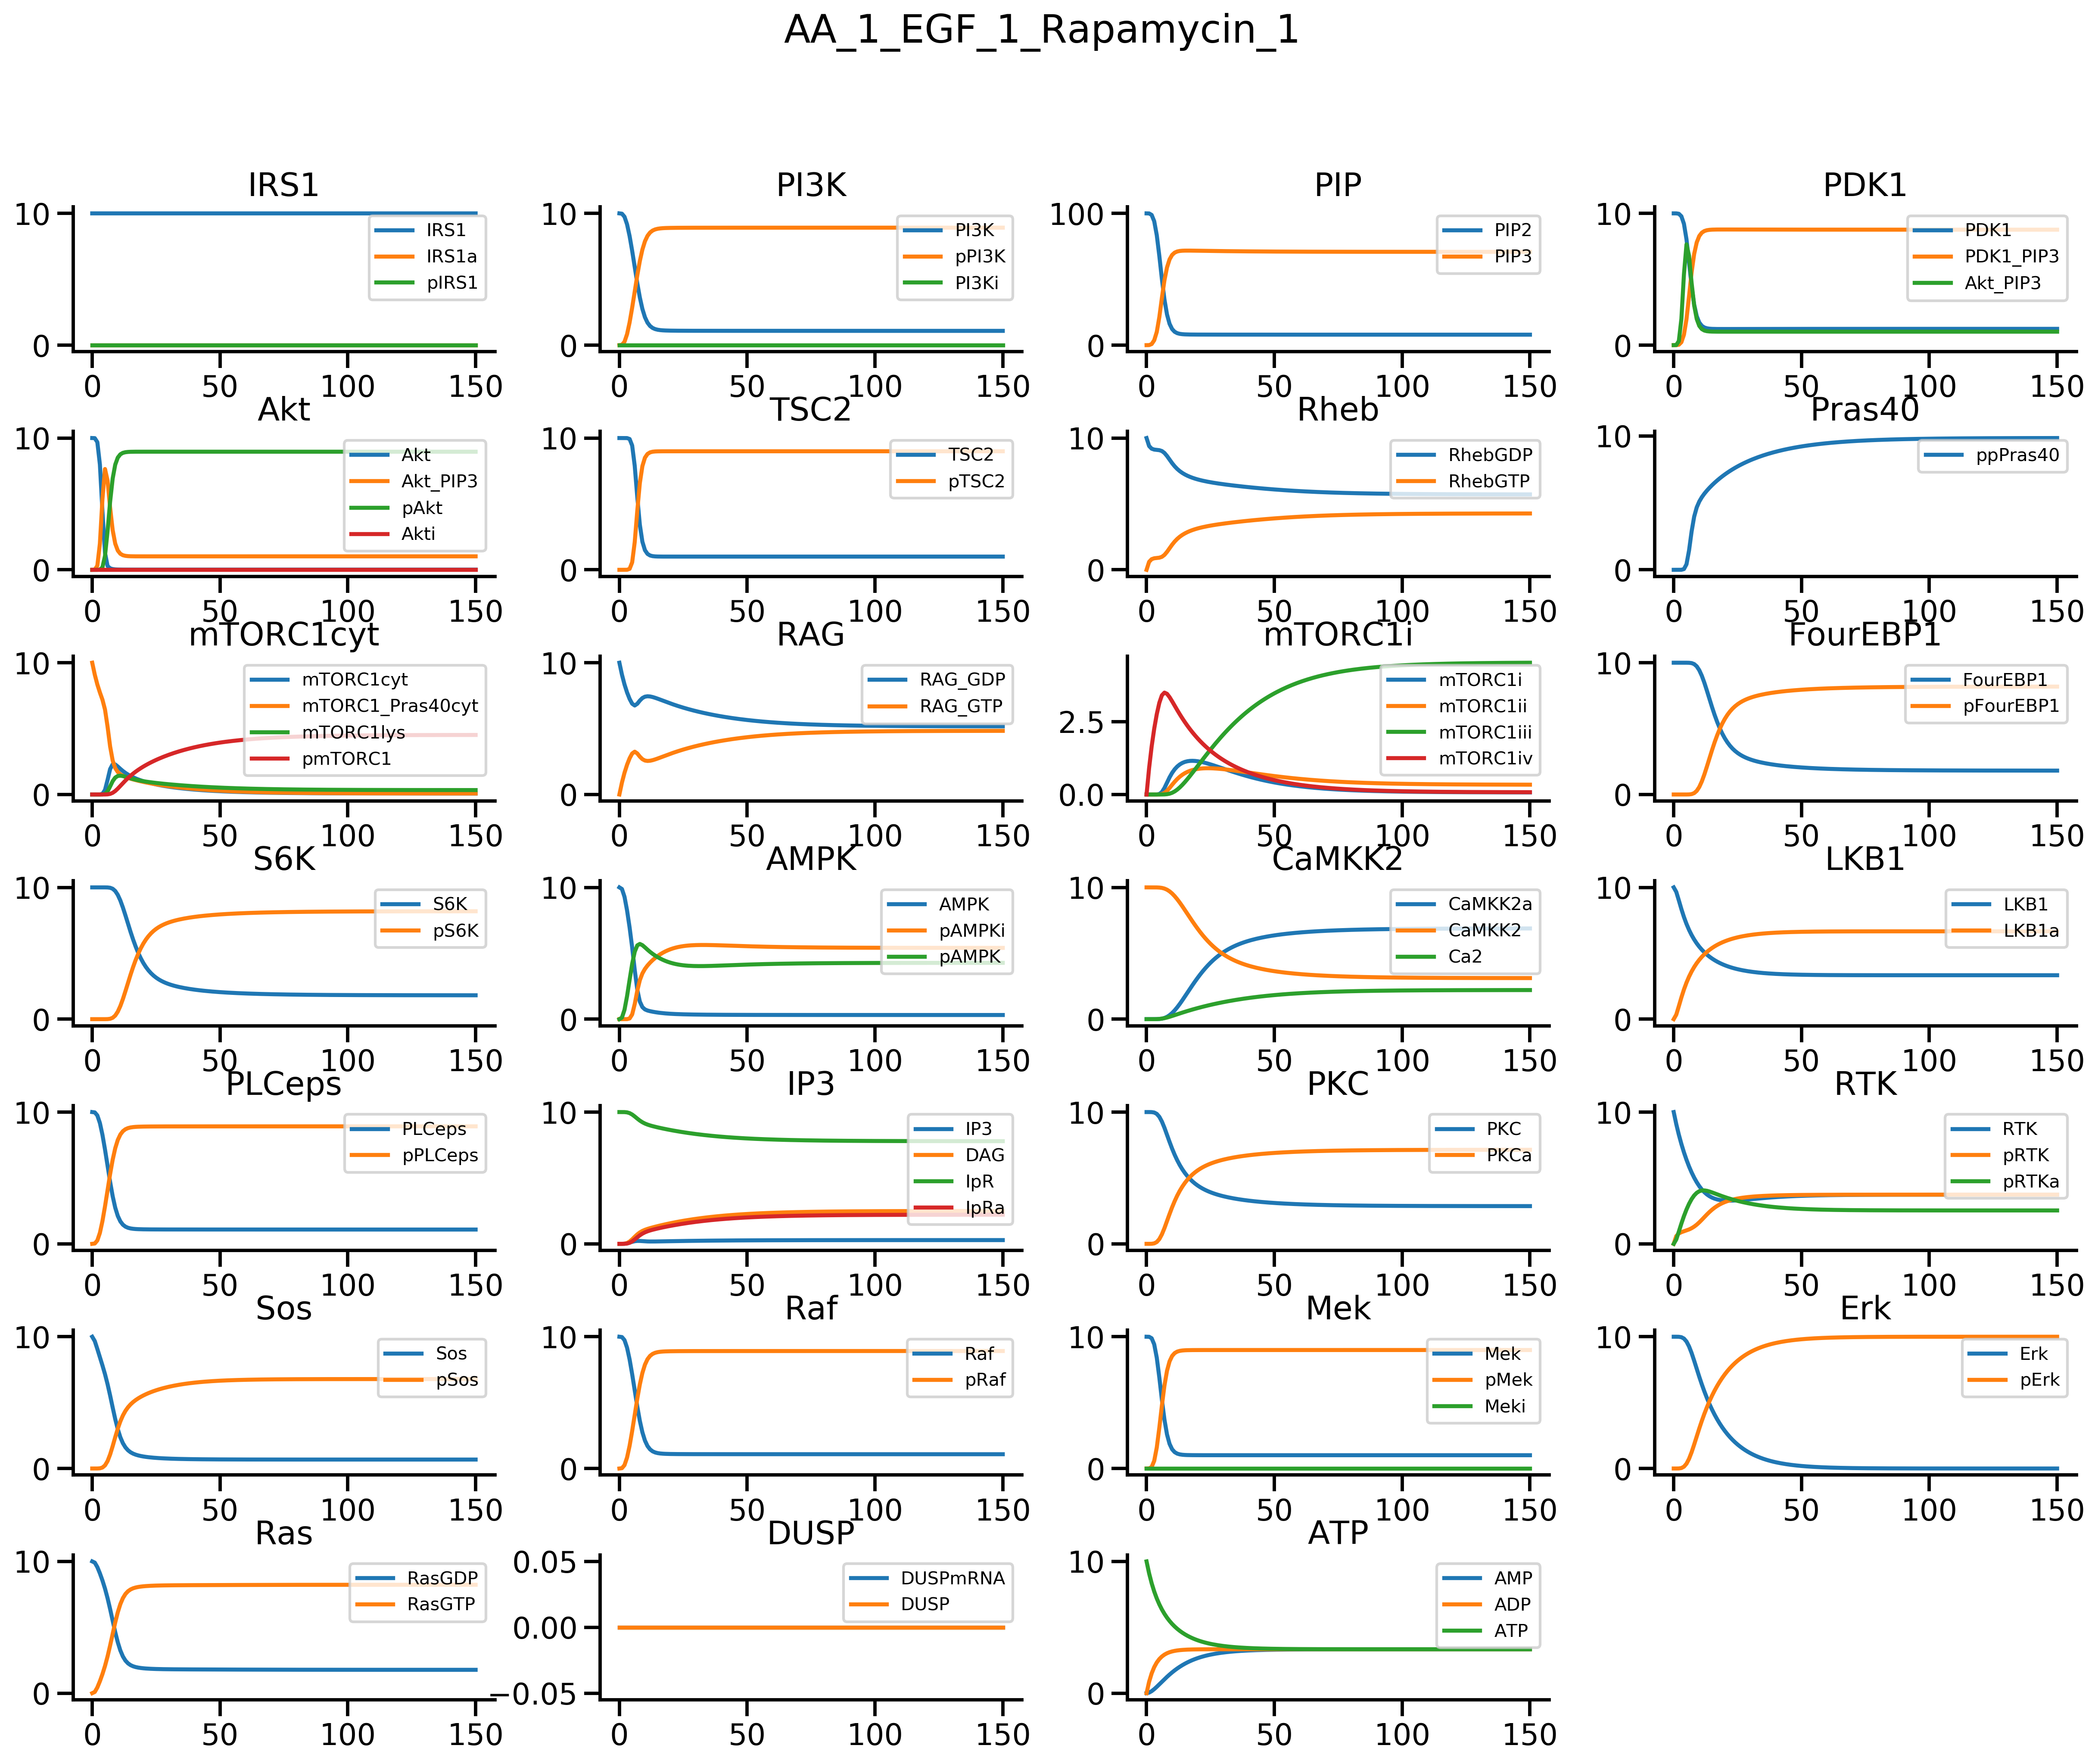 AA_1_EGF_1_Rapamycin_1
IRS1
10
0
0 50 100 150
IRS1
IRS1a
pIRS1
PI3K
10
0
0 50 100 150
PI3K
pPI3K
PI3Ki
PIP
100
0
0 50 100 150
PIP2
PIP3
PDK1
10
0
0 50 100 150
PDK1
PDK1_PIP3
Akt_PIP3
Akt
10
0
0 50 100 150
Akt
Akt_PIP3
pAkt
Akti
TSC2
10
0
0 50 100 150
TSC2
pTSC2
Rheb
10
0
0 50 100 150
RhebGDP
RhebGTP
Pras40
10
0
0 50 100 150
ppPras40
mTORC1cyt
10
0
0 50 100 150
mTORC1cyt
mTORC1_Pras40cyt
mTORC1lys
pmTORC1
RAG
10
0
0 50 100 150
RAG_GDP
RAG_GTP
mTORC1i
2.5
0.0
0 50 100 150
mTORC1i
mTORC1ii
mTORC1iii
mTORC1iv
FourEBP1
10
0
0 50 100 150
FourEBP1
pFourEBP1
S6K
10
0
0 50 100 150
S6K
pS6K
AMPK
10
0
0 50 100 150
AMPK
pAMPKi
pAMPK
CaMKK2
10
0
0 50 100 150
CaMKK2a
CaMKK2
Ca2
LKB1
10
0
0 50 100 150
LKB1
LKB1a
PLCeps
10
0
0 50 100 150
PLCeps
pPLCeps
IP3
10
0
0 50 100 150
IP3
DAG
IpR
IpRa
PKC
10
0
0 50 100 150
PKC
PKCa
RTK
10
0
0 50 100 150
RTK
pRTK
pRTKa
Sos
10
0
0 50 100 150
Sos
pSos
Raf
10
0
0 50 100 150
Raf
pRaf
Mek
10
0
0 50 100 150
Mek
pMek
Meki
Erk
10
0
0 50 100 150
Erk
pErk
Ras
10
0
0 50 100 150
RasGDP
RasGTP
DUSP
0.05
0.00
−0.05
0 50 100 150
DUSPmRNA
DUSP
ATP
10
0
0 50 100 150
AMP
ADP
ATP